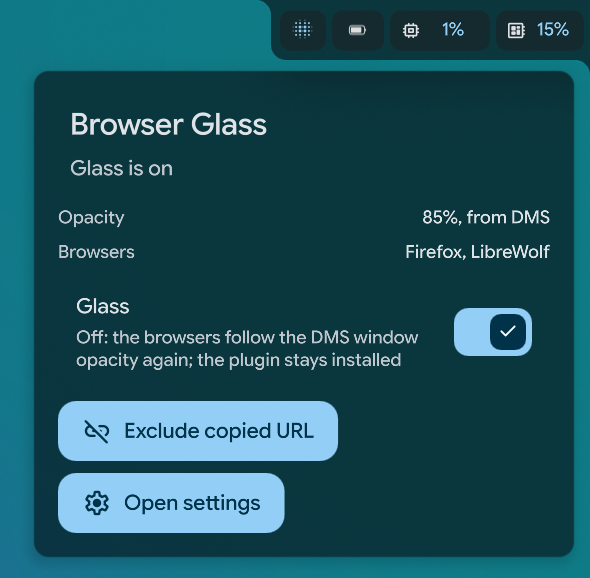 1%
15%
Browser Glass
Glass is on
Opacity 85%, from DMS
Browsers Firefox, LibreWolf
Glass
Off: the browsers follow the DMS window
opacity again; the plugin stays installed
Exclude copied URL
Open settings